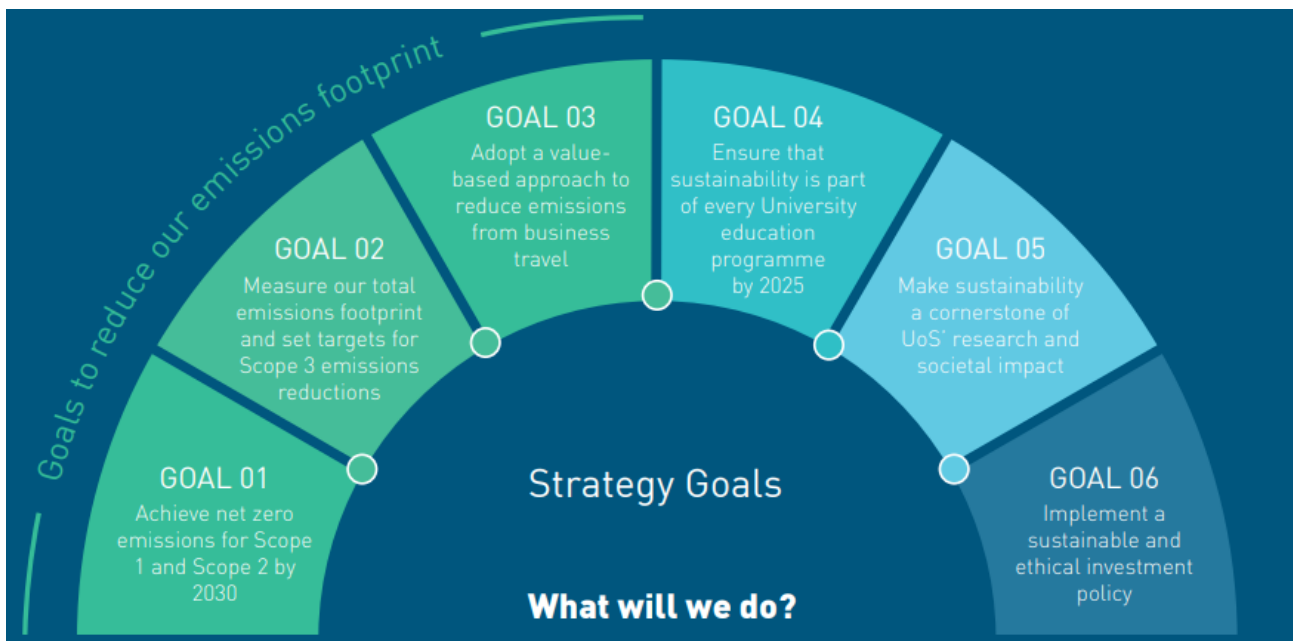 Goals to reduce our emissions footprint
GOAL 01
Achieve net zero
emissions for Scope
1 and Scope 2 by
2030
GOAL 02
Measure our total
emissions footprint
and set targets for
Scope 3 emissions
reductions
GOAL 03
Adopt a value-
based approach to
reduce emissions
from business
travel
GOAL 04
Ensure that
sustainability is part
of every University
education
programme
by 2025
GOAL 05
Make sustainability
a cornerstone of
UoS' research and
societal impact
GOAL 06
Implement a
sustainable and
ethical investment
policy
Strategy Goals
What will we do?